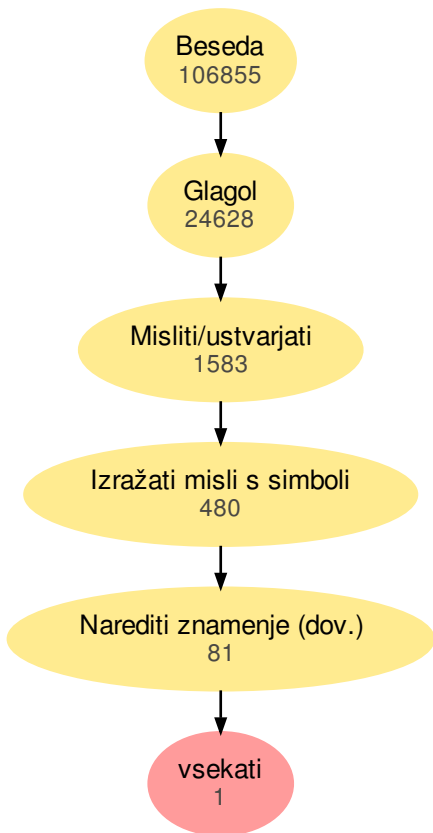 Beseda
106855
Glagol
24628
Misliti/ustvarjati
1583
Izražati misli s simboli
480
Narediti znamenje (dov.)
81
vsekati
1